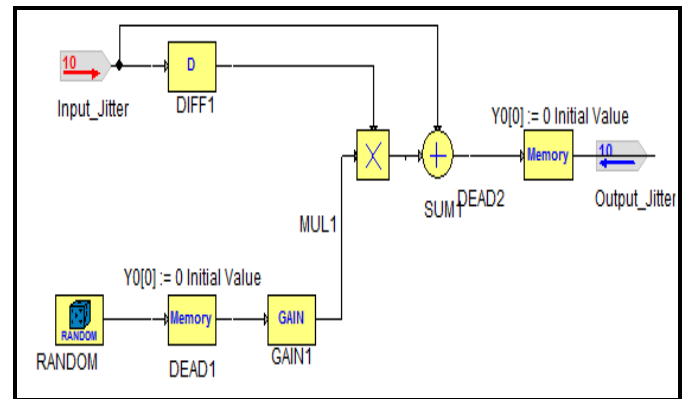 10
Input_Jitter
D
DIFF1
Y0[0] := 0 Initial Value
Memory
DEAD2
10
Output_Jitter
MUL1
SUM1
Y0[0] := 0 Initial Value
RANDOM
RANDOM
Memory
DEAD1
GAIN
GAIN1